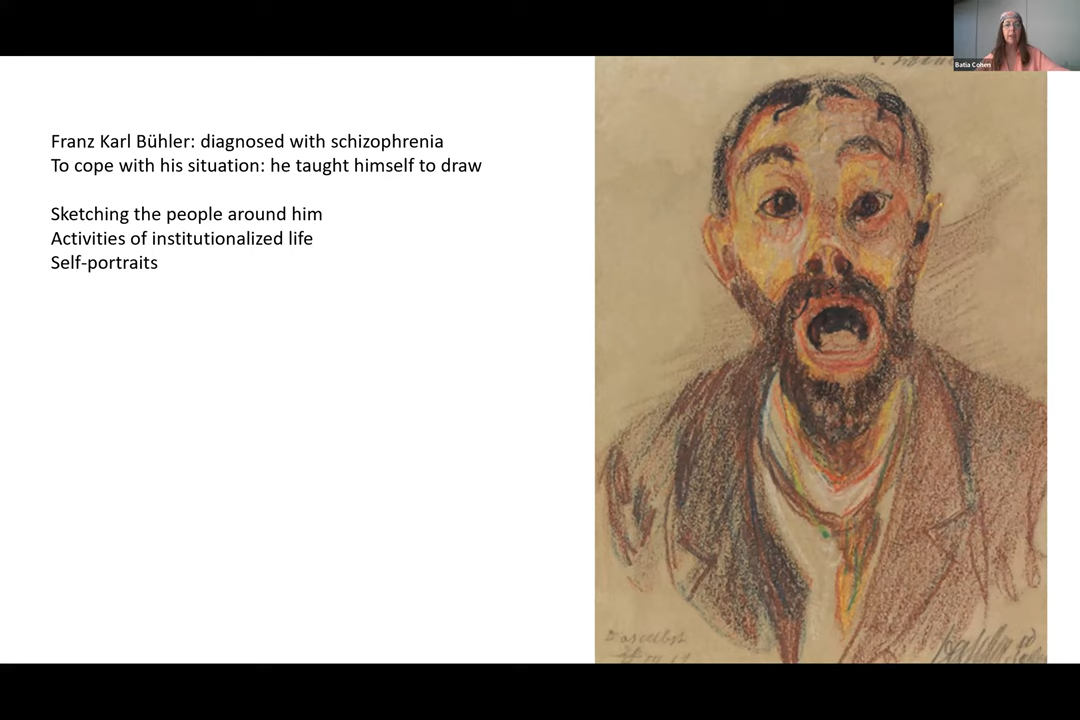 Batia Cohen
Franz Karl Bühler: diagnosed with schizophrenia
To cope with his situation: he taught himself to draw
Sketching the people around him
Activities of institutionalized life
Self-portraits